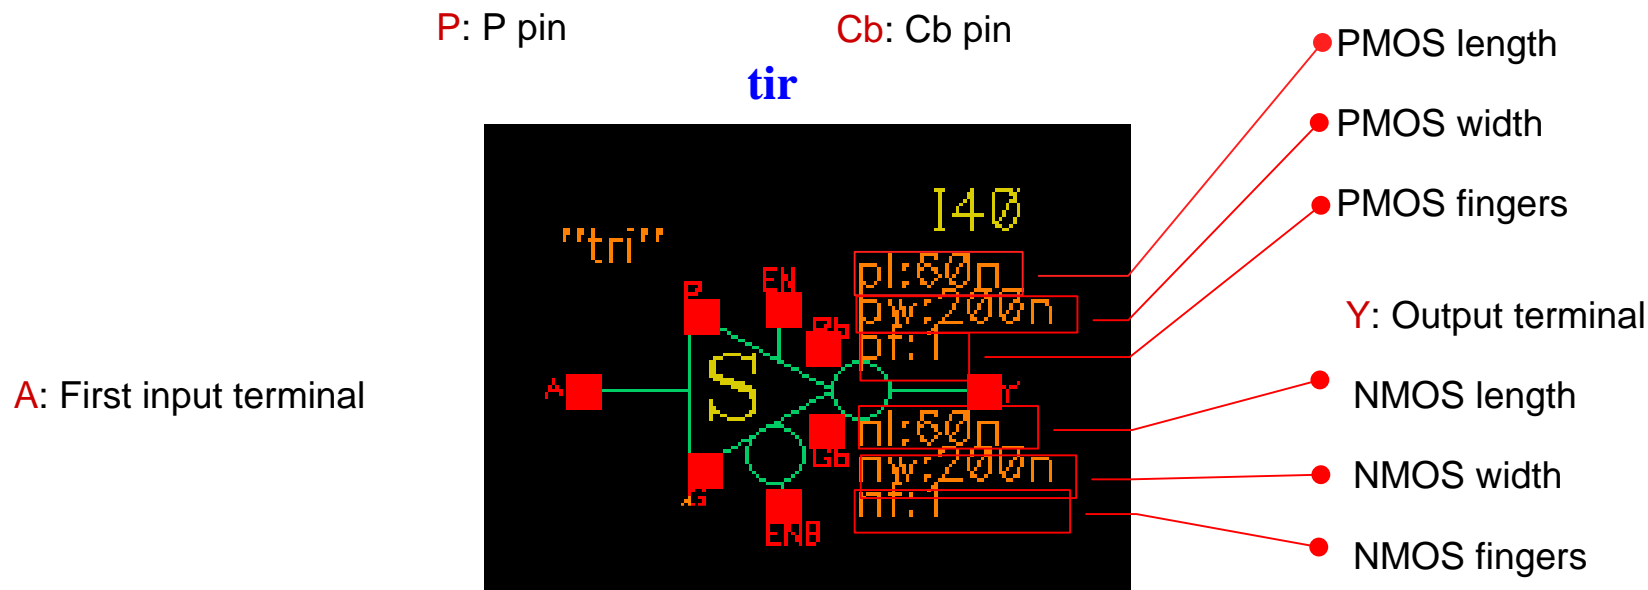 P: P pin
Cb: Cb pin
tir
PMOS length
PMOS width
PMOS fingers
I40
"tri"
P
EN
Pb
pl:60n
pw:200n
pf:1
Y: Output terminal
A: First input terminal
A
S
Y
NMOS length
nl:60n
Gb
nw:200n
NMOS width
G
nf:1
ENB
NMOS fingers